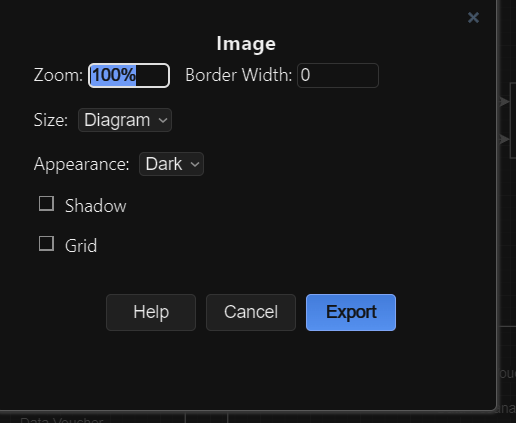 ×
Image
Zoom: 100% Border Width: 0
Size: Diagram
Appearance: Dark
Shadow
Grid
Help Cancel Export
Data Voucher